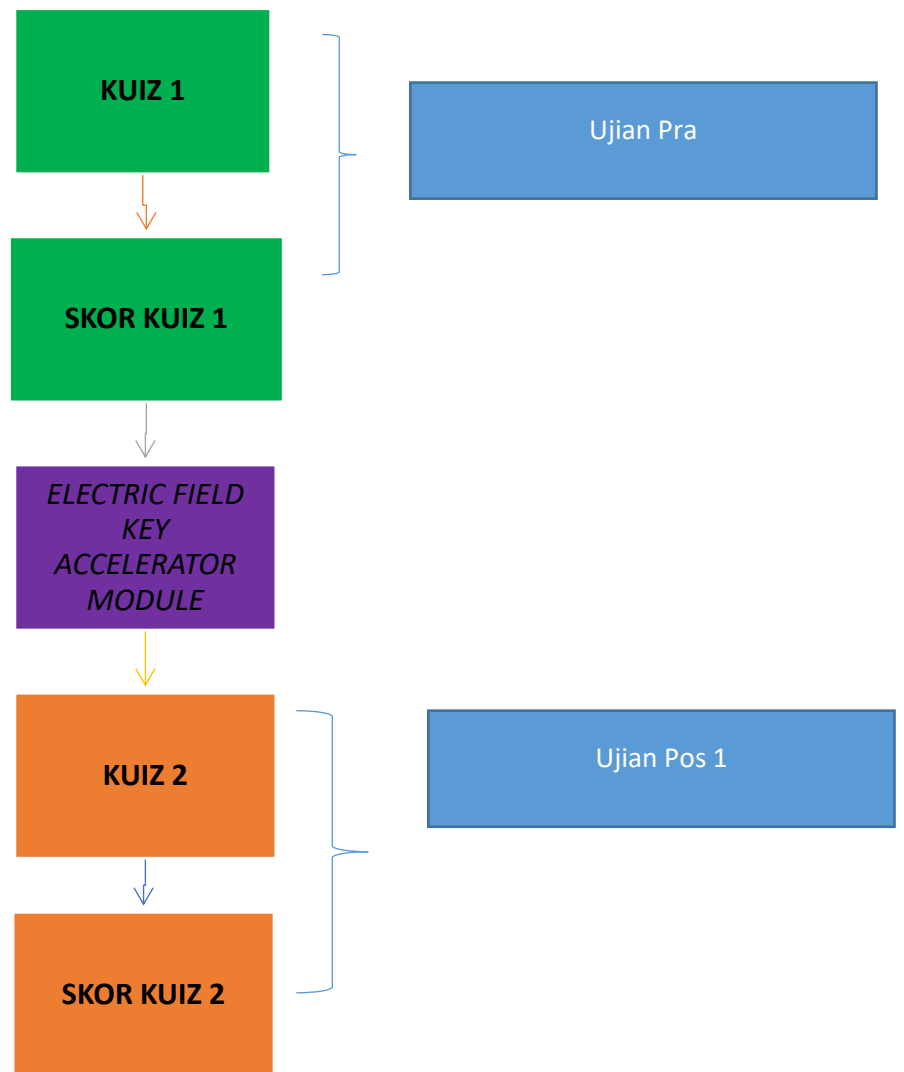 KUIZ 1
Ujian Pra
SKOR KUIZ 1
ELECTRIC FIELD
KEY
ACCELERATOR
MODULE
KUIZ 2
Ujian Pos 1
SKOR KUIZ 2